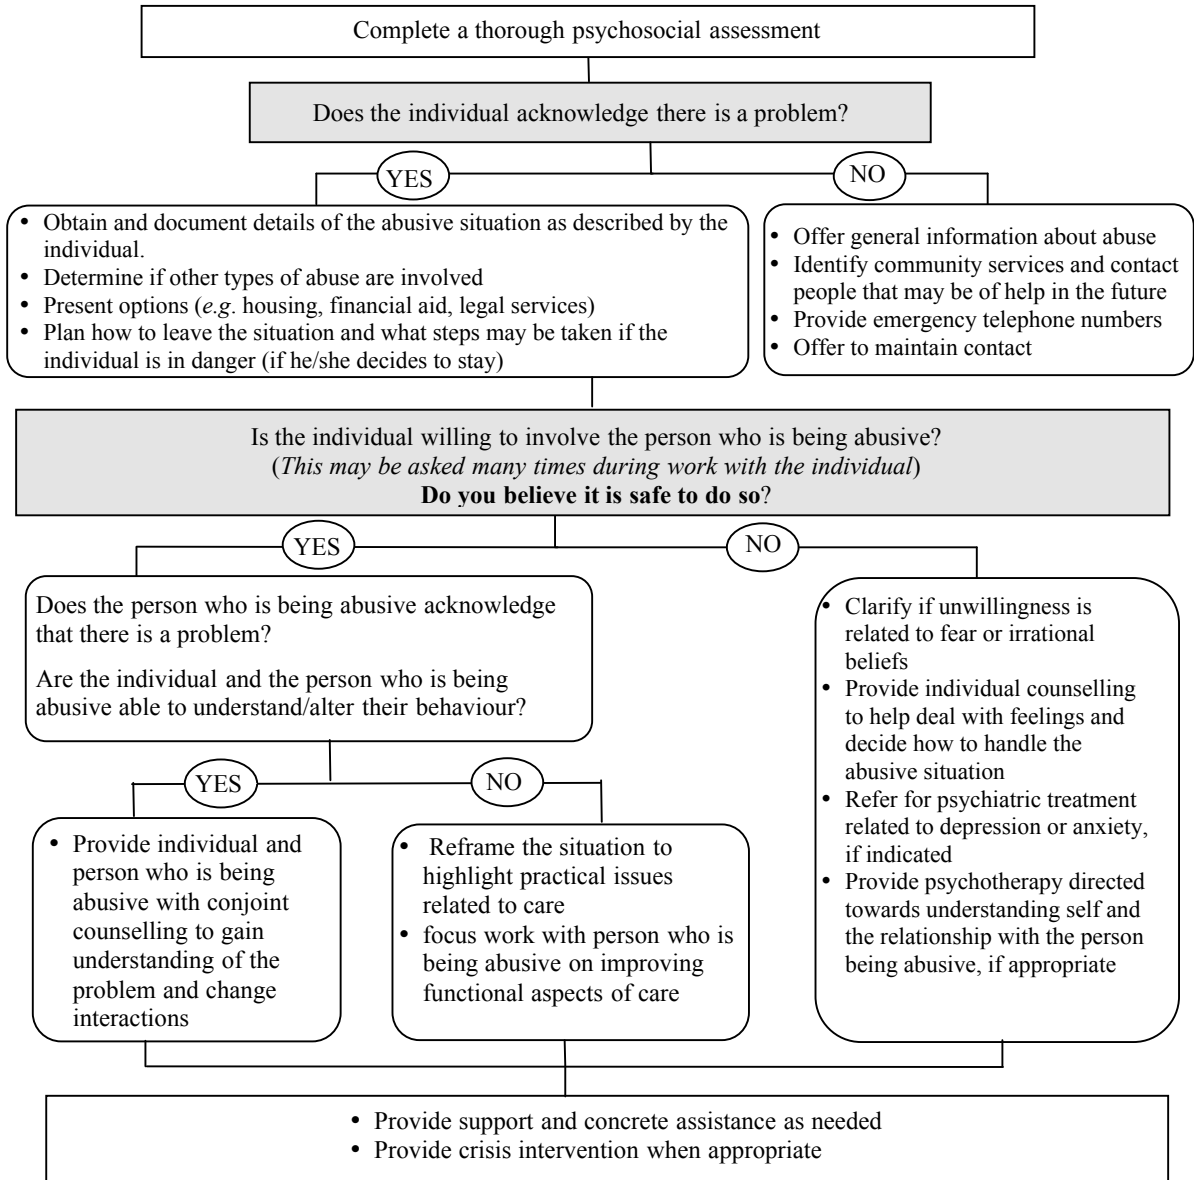 Complete a thorough psychosocial assessment
Does the individual acknowledge there is a problem?
YES
NO
• Obtain and document details of the abusive situation as described by the
individual.
• Determine if other types of abuse are involved
• Present options (e.g. housing, financial aid, legal services)
• Plan how to leave the situation and what steps may be taken if the
individual is in danger (if he/she decides to stay)
• Offer general information about abuse
• Identify community services and contact
people that may be of help in the future
• Provide emergency telephone numbers
• Offer to maintain contact
Is the individual willing to involve the person who is being abusive?
(This may be asked many times during work with the individual)
Do you believe it is safe to do so?
YES
NO
Does the person who is being abusive acknowledge
that there is a problem?
Are the individual and the person who is being
abusive able to understand/alter their behaviour?
• Clarify if unwillingness is
related to fear or irrational
beliefs
• Provide individual counselling
to help deal with feelings and
decide how to handle the
abusive situation
• Refer for psychiatric treatment
related to depression or anxiety,
if indicated
• Provide psychotherapy directed
towards understanding self and
the relationship with the person
being abusive, if appropriate
YES
NO
• Provide individual and
person who is being
abusive with conjoint
counselling to gain
understanding of the
problem and change
interactions
• Reframe the situation to
highlight practical issues
related to care
• focus work with person who is
being abusive on improving
functional aspects of care
• Provide support and concrete assistance as needed
• Provide crisis intervention when appropriate